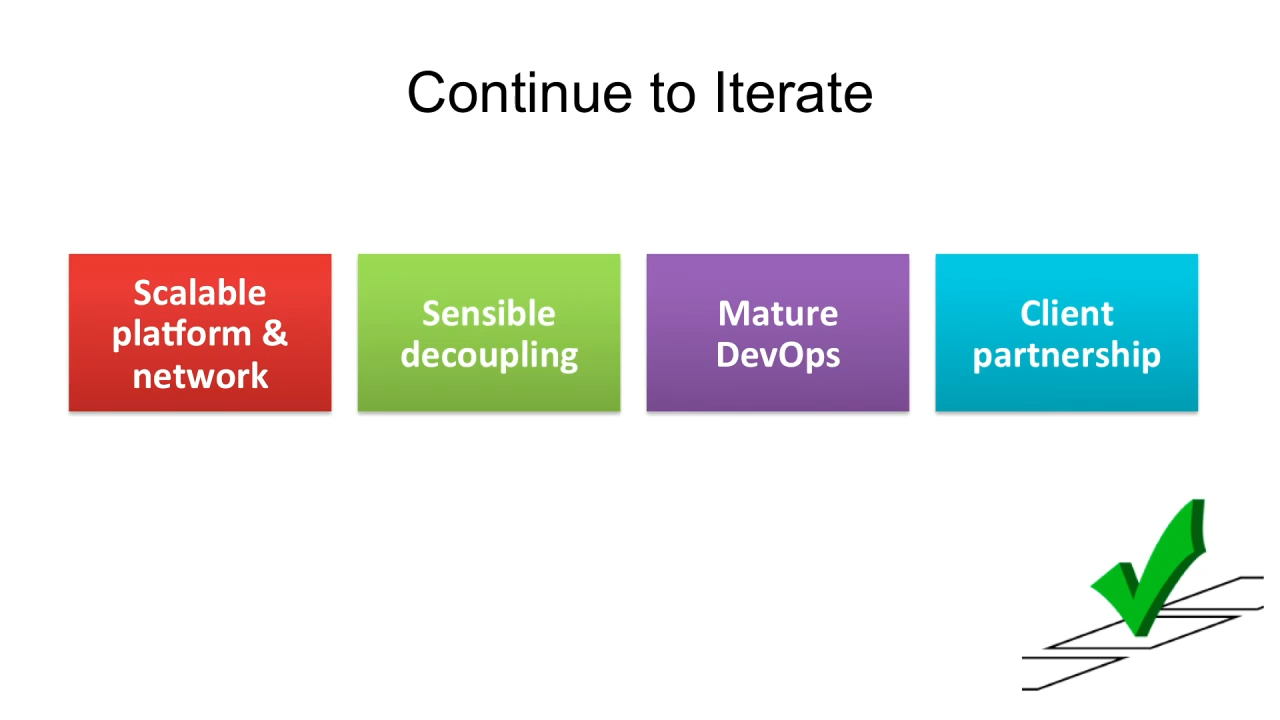 Continue to Iterate
Scalable
platform &
network
Sensible
decoupling
Mature
DevOps
Client
partnership